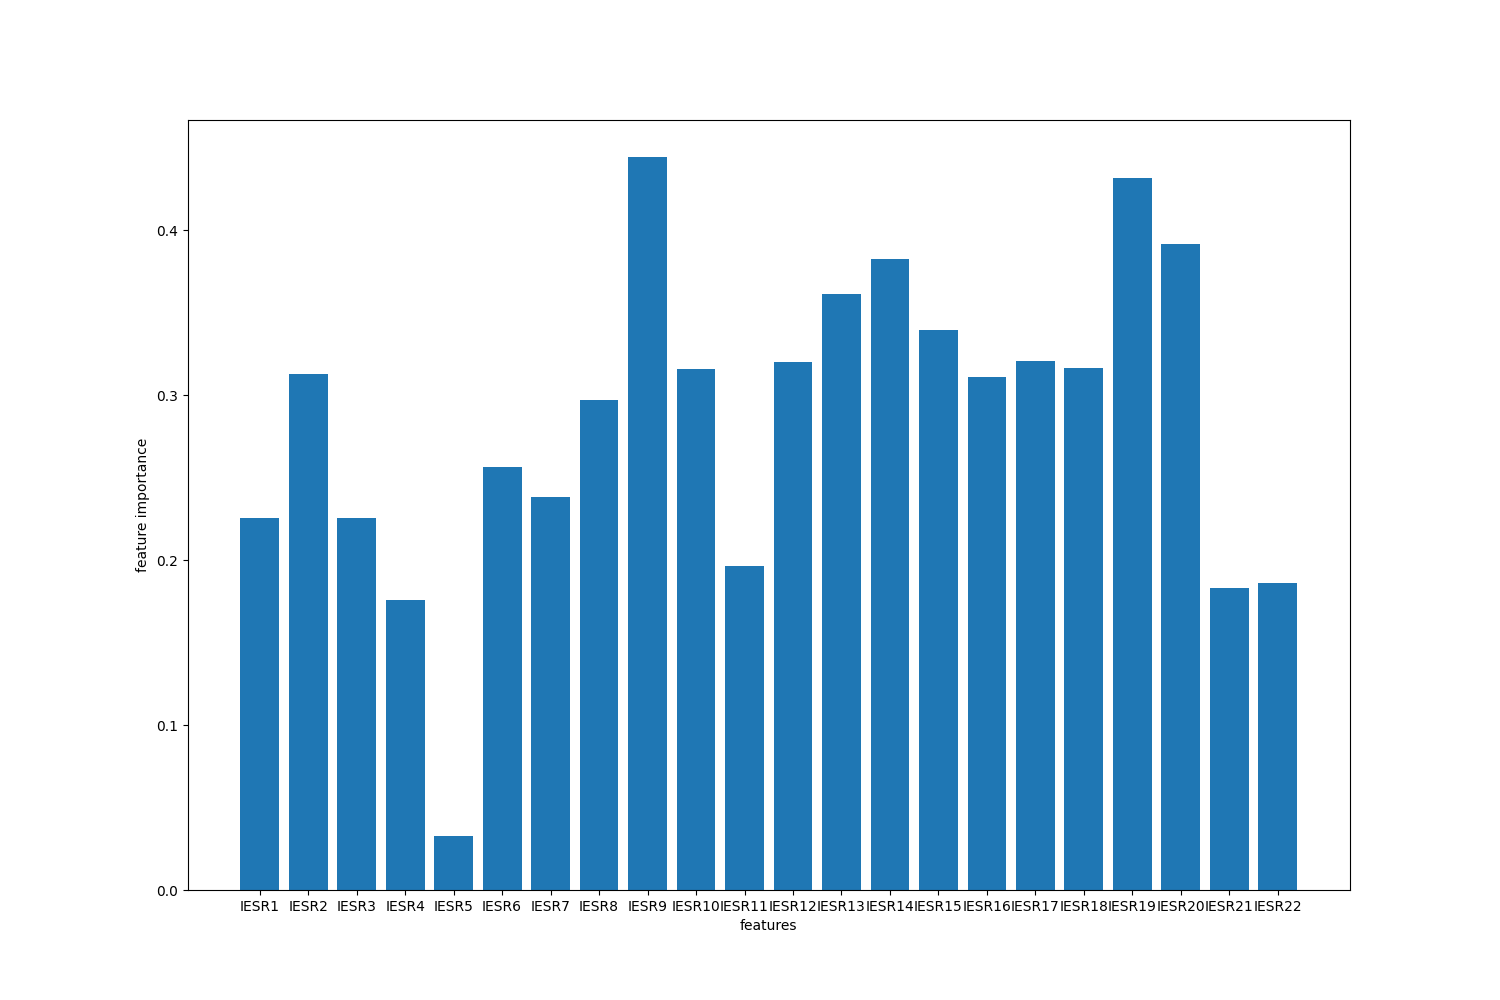 feature importance
0.4
0.3
0.2
0.1
0.0
IESR1 IESR2 IESR3 IESR4 IESR5 IESR6 IESR7 IESR8 IESR9 IESR10 IESR11 IESR12 IESR13 IESR14 IESR15 IESR16 IESR17 IESR18 IESR19 IESR20 IESR21 IESR22
features